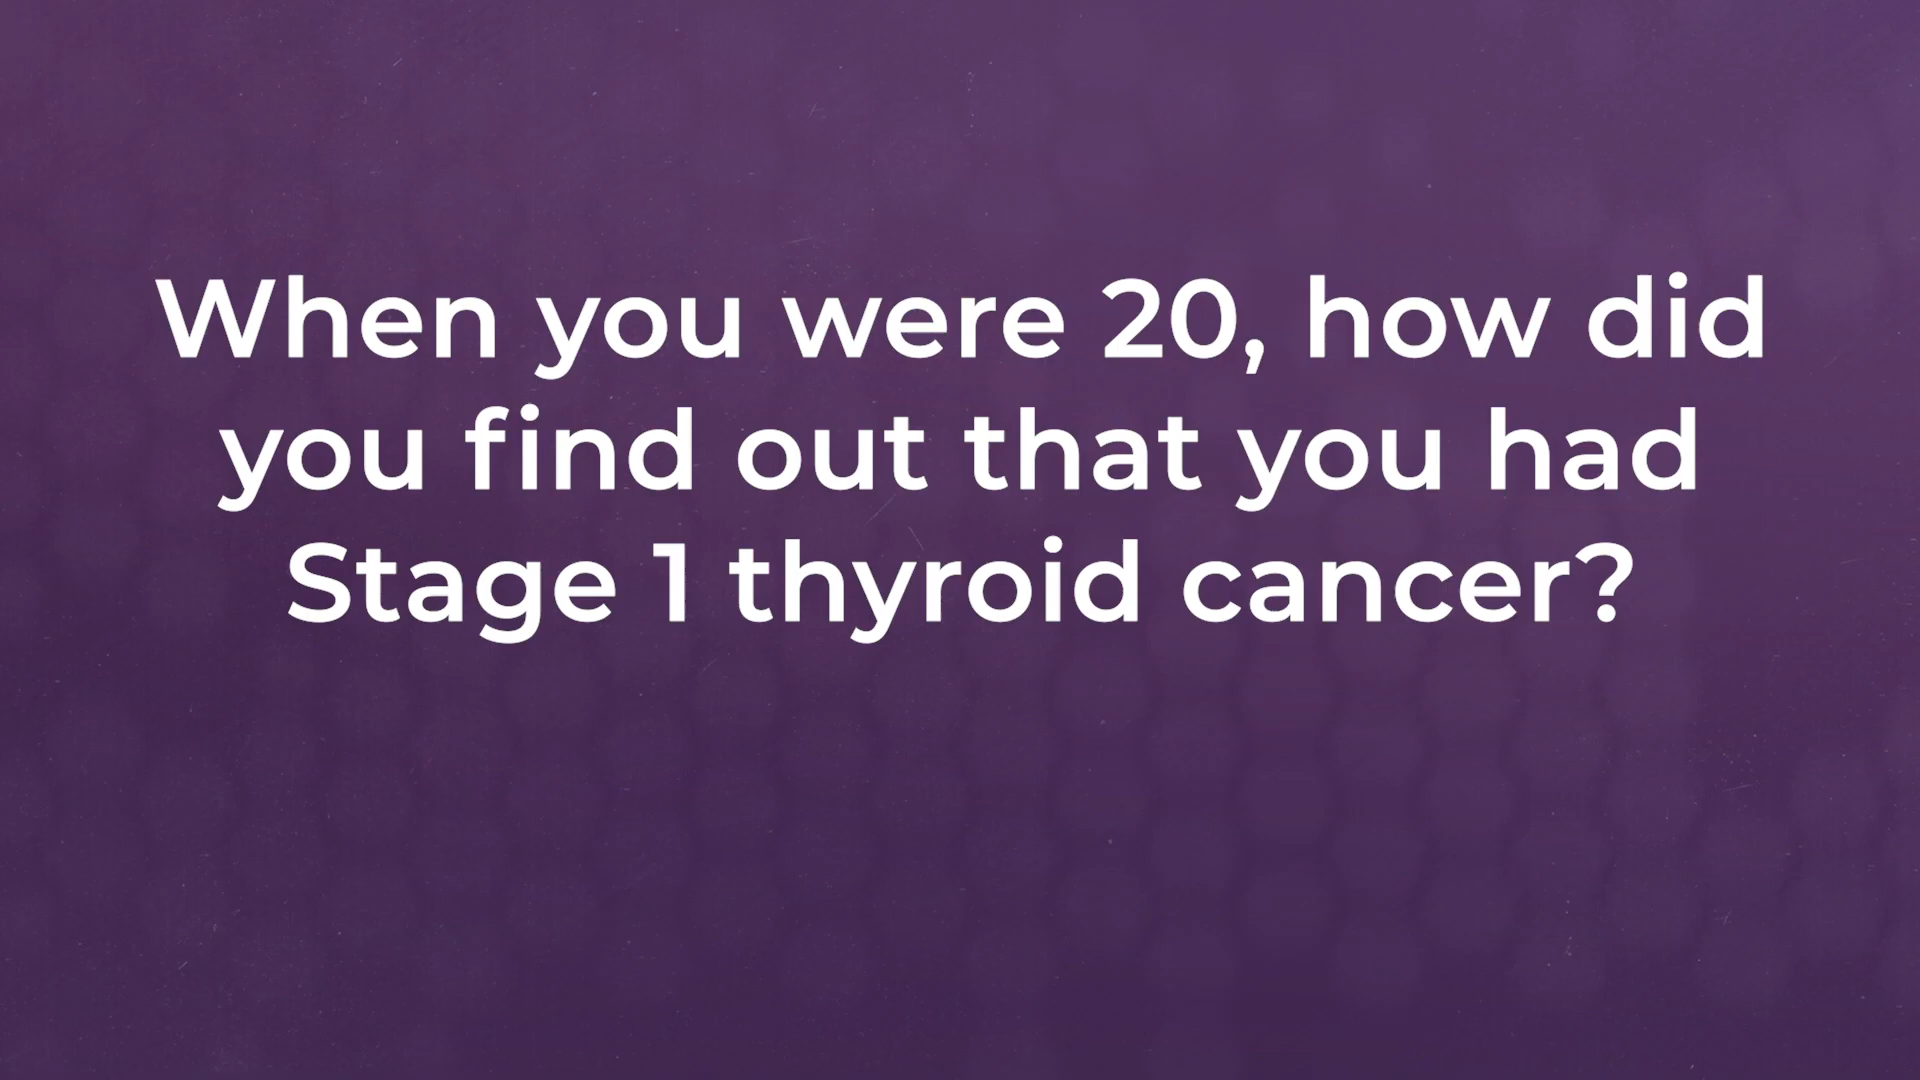 When you were 20, how did
you find out that you had
Stage 1 thyroid cancer?